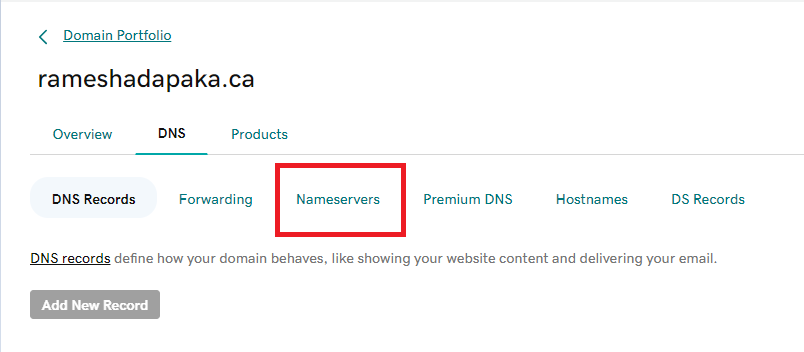 Domain Portfolio
rameshadapaka.ca
Overview DNS Products
DNS Records Forwarding Nameservers Premium DNS Hostnames DS Records
DNS records define how your domain behaves, like showing your website content and delivering your email.
Add New Record